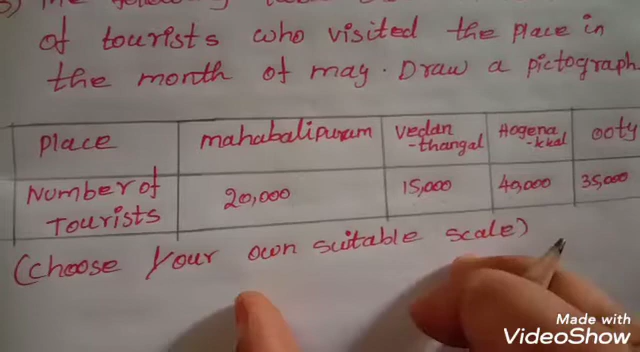 of tourists who visited the place in
the month of may. Draw a pictograph
Place mahabalipuram Vedan Hogena ooty
-thangal -kkal
Number of 20,000 15,000 40,000 35,000
Tourists
(choose your own suitable scale)
Made with
VideoShow